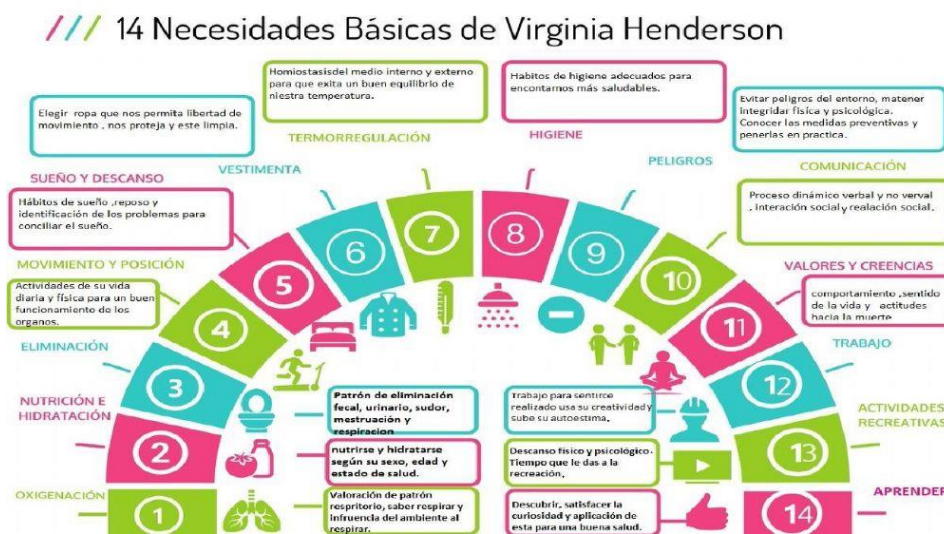 14 Necesidades Básicas de Virginia Henderson
Homiostasisdel medio interno y externo
para que exita un buen equilibrio de
niestra temperatura.
TERMORREGULACIÓN
Habitos de higiene adecuados para
encontarnos más saludables.
HIGIENE
Elegir ropa que nos permita libertad de
movimiento , nos proteja y este limpia.
VESTIMENTA
Evitar peligros del entorno, matener
integridar física y psicológica.
Conocer las medidas preventivas y
penerlas en practica.
PELIGROS
SUEÑO Y DESCANSO
Hábitos de sueño ,reposo y
identificación de los problemas para
conciliar el sueño.
COMUNICACIÓN
Proceso dinámico verbal y no verval
, interación social y realación social.
MOVIMIENTO Y POSICIÓN
Actividades de su vida
diaria y física para un buen
funcionamiento de los
organos.
VALORES Y CREENCIAS
comportamiento ,sentido
de la vida y actitudes
hacia la muerte
ELIMINACIÓN
TRABAJO
NUTRICIÓN E
HIDRATACIÓN
ACTIVIDADES
RECREATIVAS
OXIGENACIÓN
APRENDER
1
2
3
4
5
6
7
8
9
10
11
12
13
14
Patrón de eliminación
fecal, urinario, sudor,
mestruación y
respiracion
nutrirse y hidratarse
según su sexo, edad y
estado de salud.
Valoración de patrón
respritorio, saber respirar y
infruencia del ambiente al
respirar.
Trabajo para sentirce
realizado usa su creatividad y
sube su autoestima.
Descanso físico y psicológico.
Tiempo que le das a la
recreación.
Descubrir, satisfacer la
curiosidad y aplicación de
esta para una buena salud.